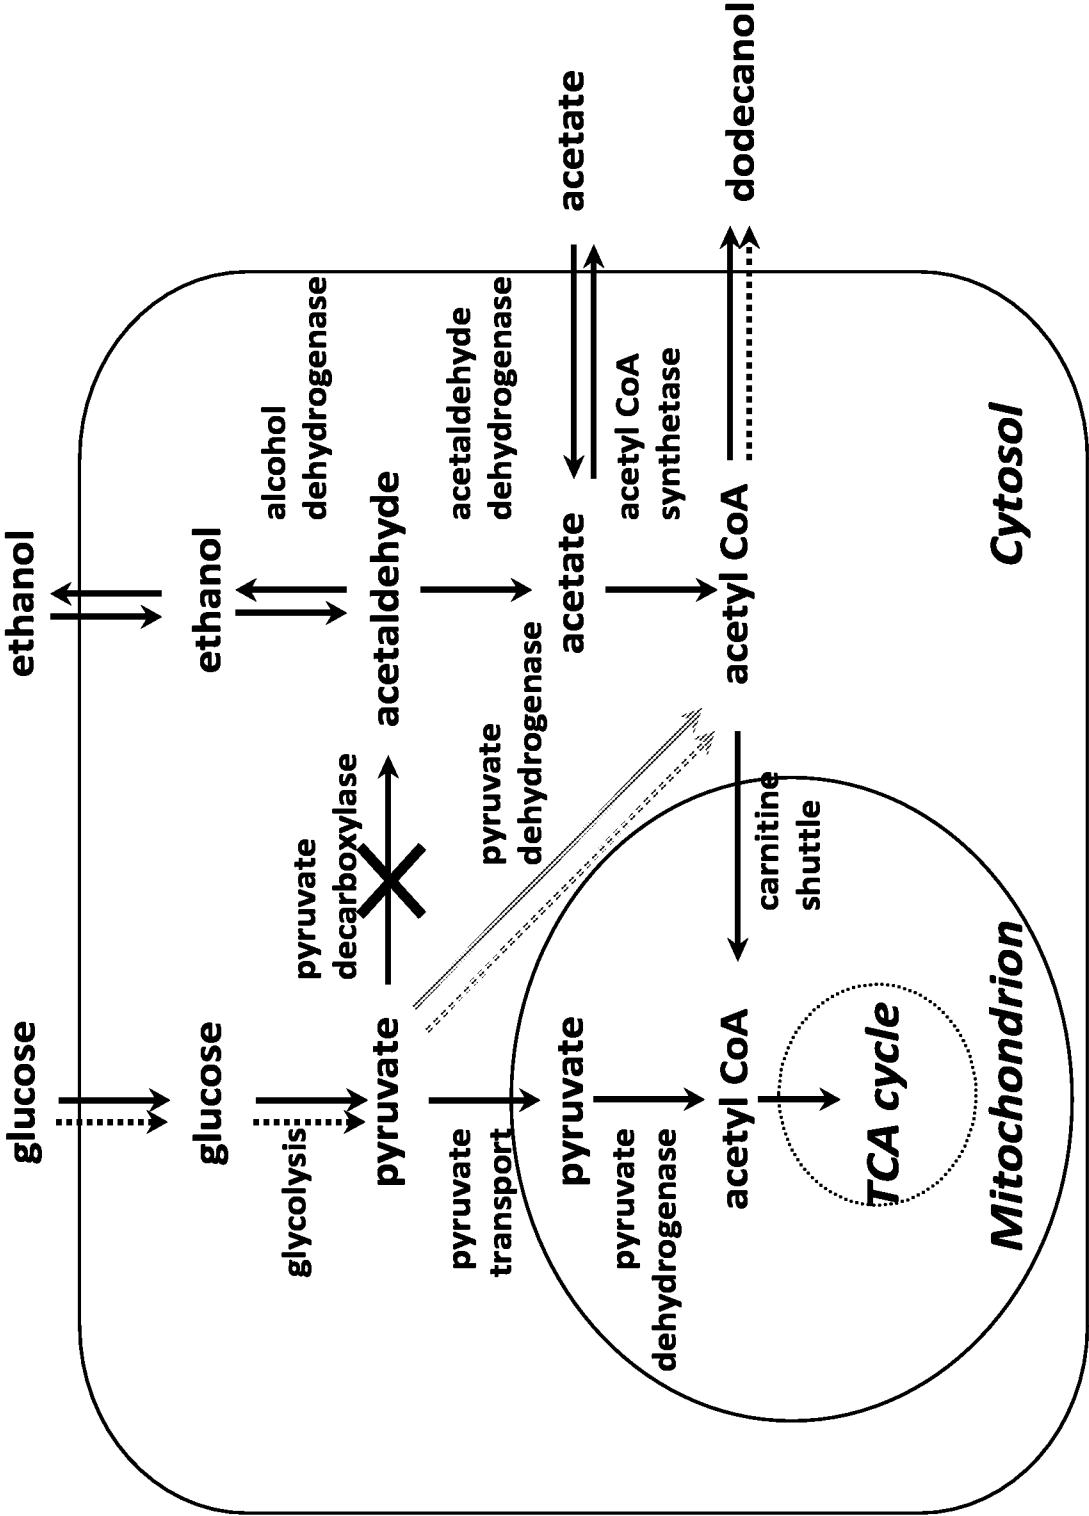 glucose
ethanol
glucose
ethanol
glycolysis
pyruvate
decarboxylase
alcohol
dehydrogenase
pyruvate
acetaldehyde
pyruvate
transport
pyruvate
dehydrogenase
acetaldehyde
dehydrogenase
pyruvate
acetate
acetate
pyruvate
dehydrogenase
acetyl CoA
synthetase
acetyl CoA
acetyl CoA
dodecanol
carnitine
shuttle
TCA cycle
Mitochondrion
Cytosol